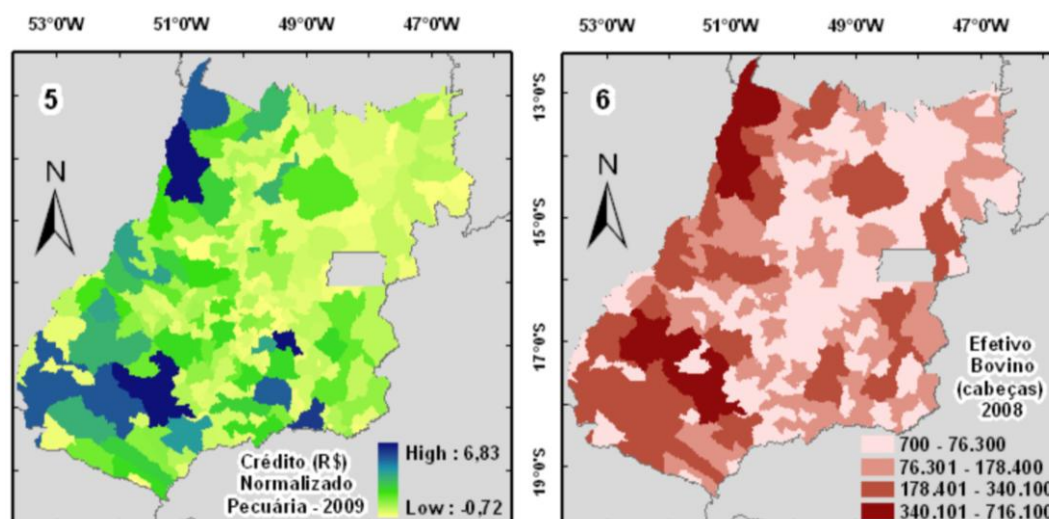 53°0'W 51°0'W 49°0'W 47°0'W
5
N
13°0'S
15°0'S
17°0'S
19°0'S
Crédito (R$)
Normalizado
Pecuária - 2009
High : 6,83
Low : -0,72
53°0'W 51°0'W 49°0'W 47°0'W
6
N
Efetivo
Bovino
(cabeças)
2008
700 - 76.300
76.301 - 178.400
178.401 - 340.100
340.101 - 716.100